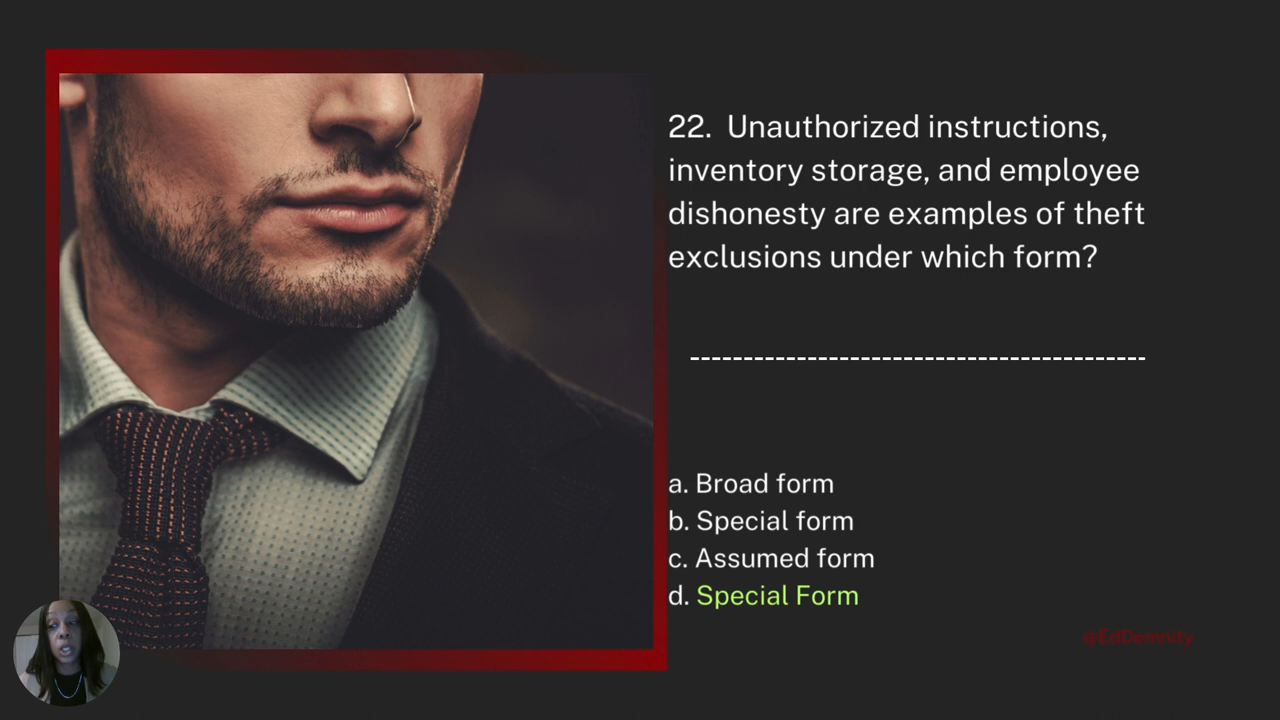 22. Unauthorized instructions,
inventory storage, and employee
dishonesty are examples of theft
exclusions under which form?
-------------------------------------------
a. Broad form
b. Special form
c. Assumed form
d. Special Form
@EdDemnity